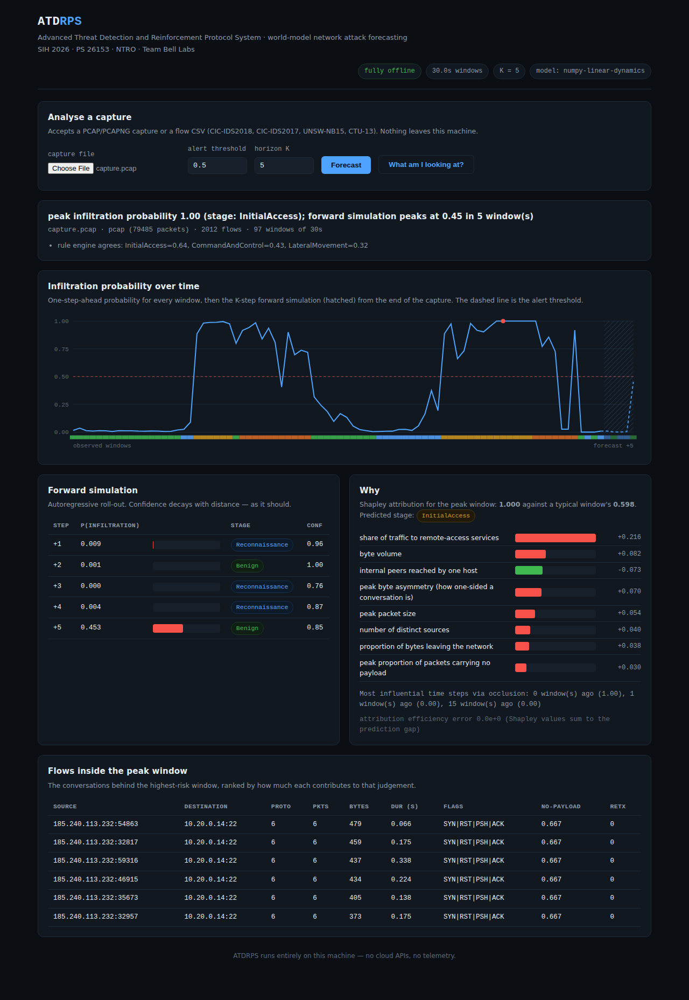 ATDRPS
Advanced Threat Detection and Reinforcement Protocol System · world-model network attack forecasting
SIH 2026 · PS 26153 · NTRO · Team Bell Labs
fully offline 30.0s windows K = 5 model: numpy-linear-dynamics
Analyse a capture
Accepts a PCAP/PCAPNG capture or a flow CSV (CIC-IDS2018, CIC-IDS2017, UNSW-NB15, CTU-13). Nothing leaves this machine.
capture file alert threshold horizon K
Choose File capture.pcap 0.5 5 Forecast What am I looking at?
peak infiltration probability 1.00 (stage: InitialAccess); forward simulation peaks at 0.45 in 5 window(s)
capture.pcap · pcap (79485 packets) · 2012 flows · 97 windows of 30s
• rule engine agrees: InitialAccess=0.64, CommandAndControl=0.43, LateralMovement=0.32
Infiltration probability over time
One-step-ahead probability for every window, then the K-step forward simulation (hatched) from the end of the capture. The dashed line is the alert threshold.
1.00
0.75
0.50
0.25
0.00
observed windows forecast +5
Forward simulation
Autoregressive roll-out. Confidence decays with distance — as it should.
STEP P(INFILTRATION) STAGE CONF
+1 0.009 Reconnaissance 0.96
+2 0.001 Benign 1.00
+3 0.000 Reconnaissance 0.76
+4 0.004 Reconnaissance 0.87
+5 0.453 Benign 0.85
Why
Shapley attribution for the peak window: 1.000 against a typical window's 0.598.
Predicted stage: InitialAccess
share of traffic to remote-access services +0.216
byte volume +0.082
internal peers reached by one host -0.073
peak byte asymmetry (how one-sided a
conversation is) +0.070
peak packet size +0.054
number of distinct sources +0.040
proportion of bytes leaving the network +0.038
peak proportion of packets carrying no
payload +0.030
Most influential time steps via occlusion: 0 window(s) ago (1.00), 1
window(s) ago (0.00), 15 window(s) ago (0.00)
attribution efficiency error 0.0e+0 (Shapley values sum to the
prediction gap)
Flows inside the peak window
The conversations behind the highest-risk window, ranked by how much each contributes to that judgement.
SOURCE DESTINATION PROTO PKTS BYTES DUR (S) FLAGS NO-PAYLOAD RETX
185.240.113.232:54863 10.20.0.14:22 6 6 479 0.066 SYN|RST|PSH|ACK 0.667 0
185.240.113.232:32817 10.20.0.14:22 6 6 459 0.175 SYN|RST|PSH|ACK 0.667 0
185.240.113.232:59316 10.20.0.14:22 6 6 437 0.338 SYN|RST|PSH|ACK 0.667 0
185.240.113.232:46915 10.20.0.14:22 6 6 434 0.224 SYN|RST|PSH|ACK 0.667 0
185.240.113.232:35673 10.20.0.14:22 6 6 405 0.138 SYN|RST|PSH|ACK 0.667 0
185.240.113.232:32957 10.20.0.14:22 6 6 373 0.175 SYN|RST|PSH|ACK 0.667 0
ATDRPS runs entirely on this machine — no cloud APIs, no telemetry.